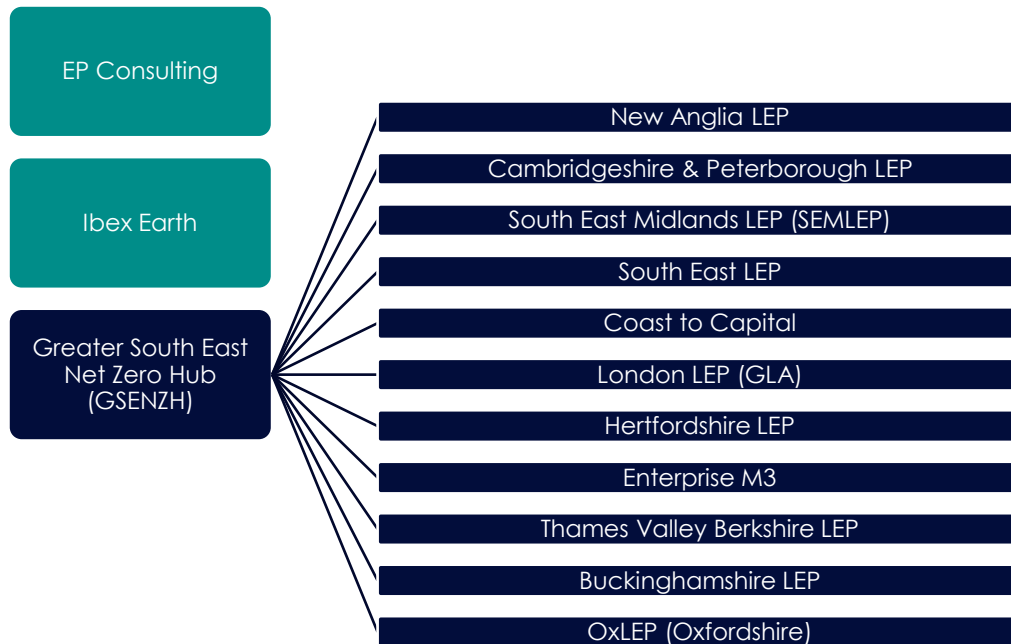 EP Consulting
Ibex Earth
Greater South East
Net Zero Hub
(GSENZH)
New Anglia LEP
Cambridgeshire & Peterborough LEP
South East Midlands LEP (SEMLEP)
South East LEP
Coast to Capital
London LEP (GLA)
Hertfordshire LEP
Enterprise M3
Thames Valley Berkshire LEP
Buckinghamshire LEP
OxLEP (Oxfordshire)